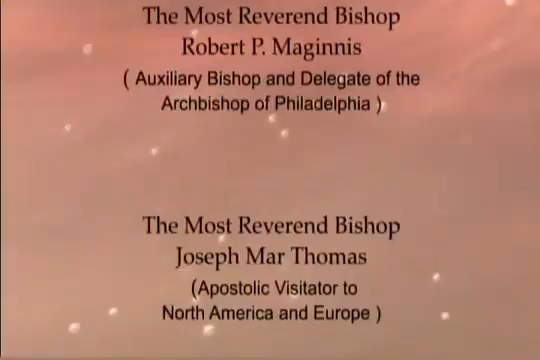 The Most Reverend Bishop
Robert P. Maginnis
( Auxiliary Bishop and Delegate of the
Archbishop of Philadelphia )
The Most Reverend Bishop
Joseph Mar Thomas
(Apostolic Visitator to
North America and Europe )